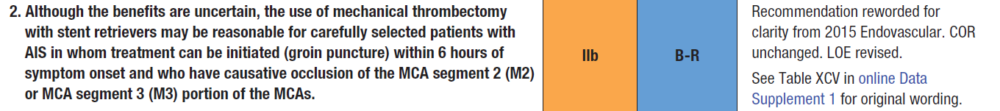 2. Although the benefits are uncertain, the use of mechanical thrombectomy
with stent retrievers may be reasonable for carefully selected patients with
AIS in whom treatment can be initiated (groin puncture) within 6 hours of
symptom onset and who have causative occlusion of the MCA segment 2 (M2)
or MCA segment 3 (M3) portion of the MCAs.
IIb
B-R
Recommendation reworded for
clarity from 2015 Endovascular. COR
unchanged. LOE revised.
See Table XCV in online Data
Supplement 1 for original wording.